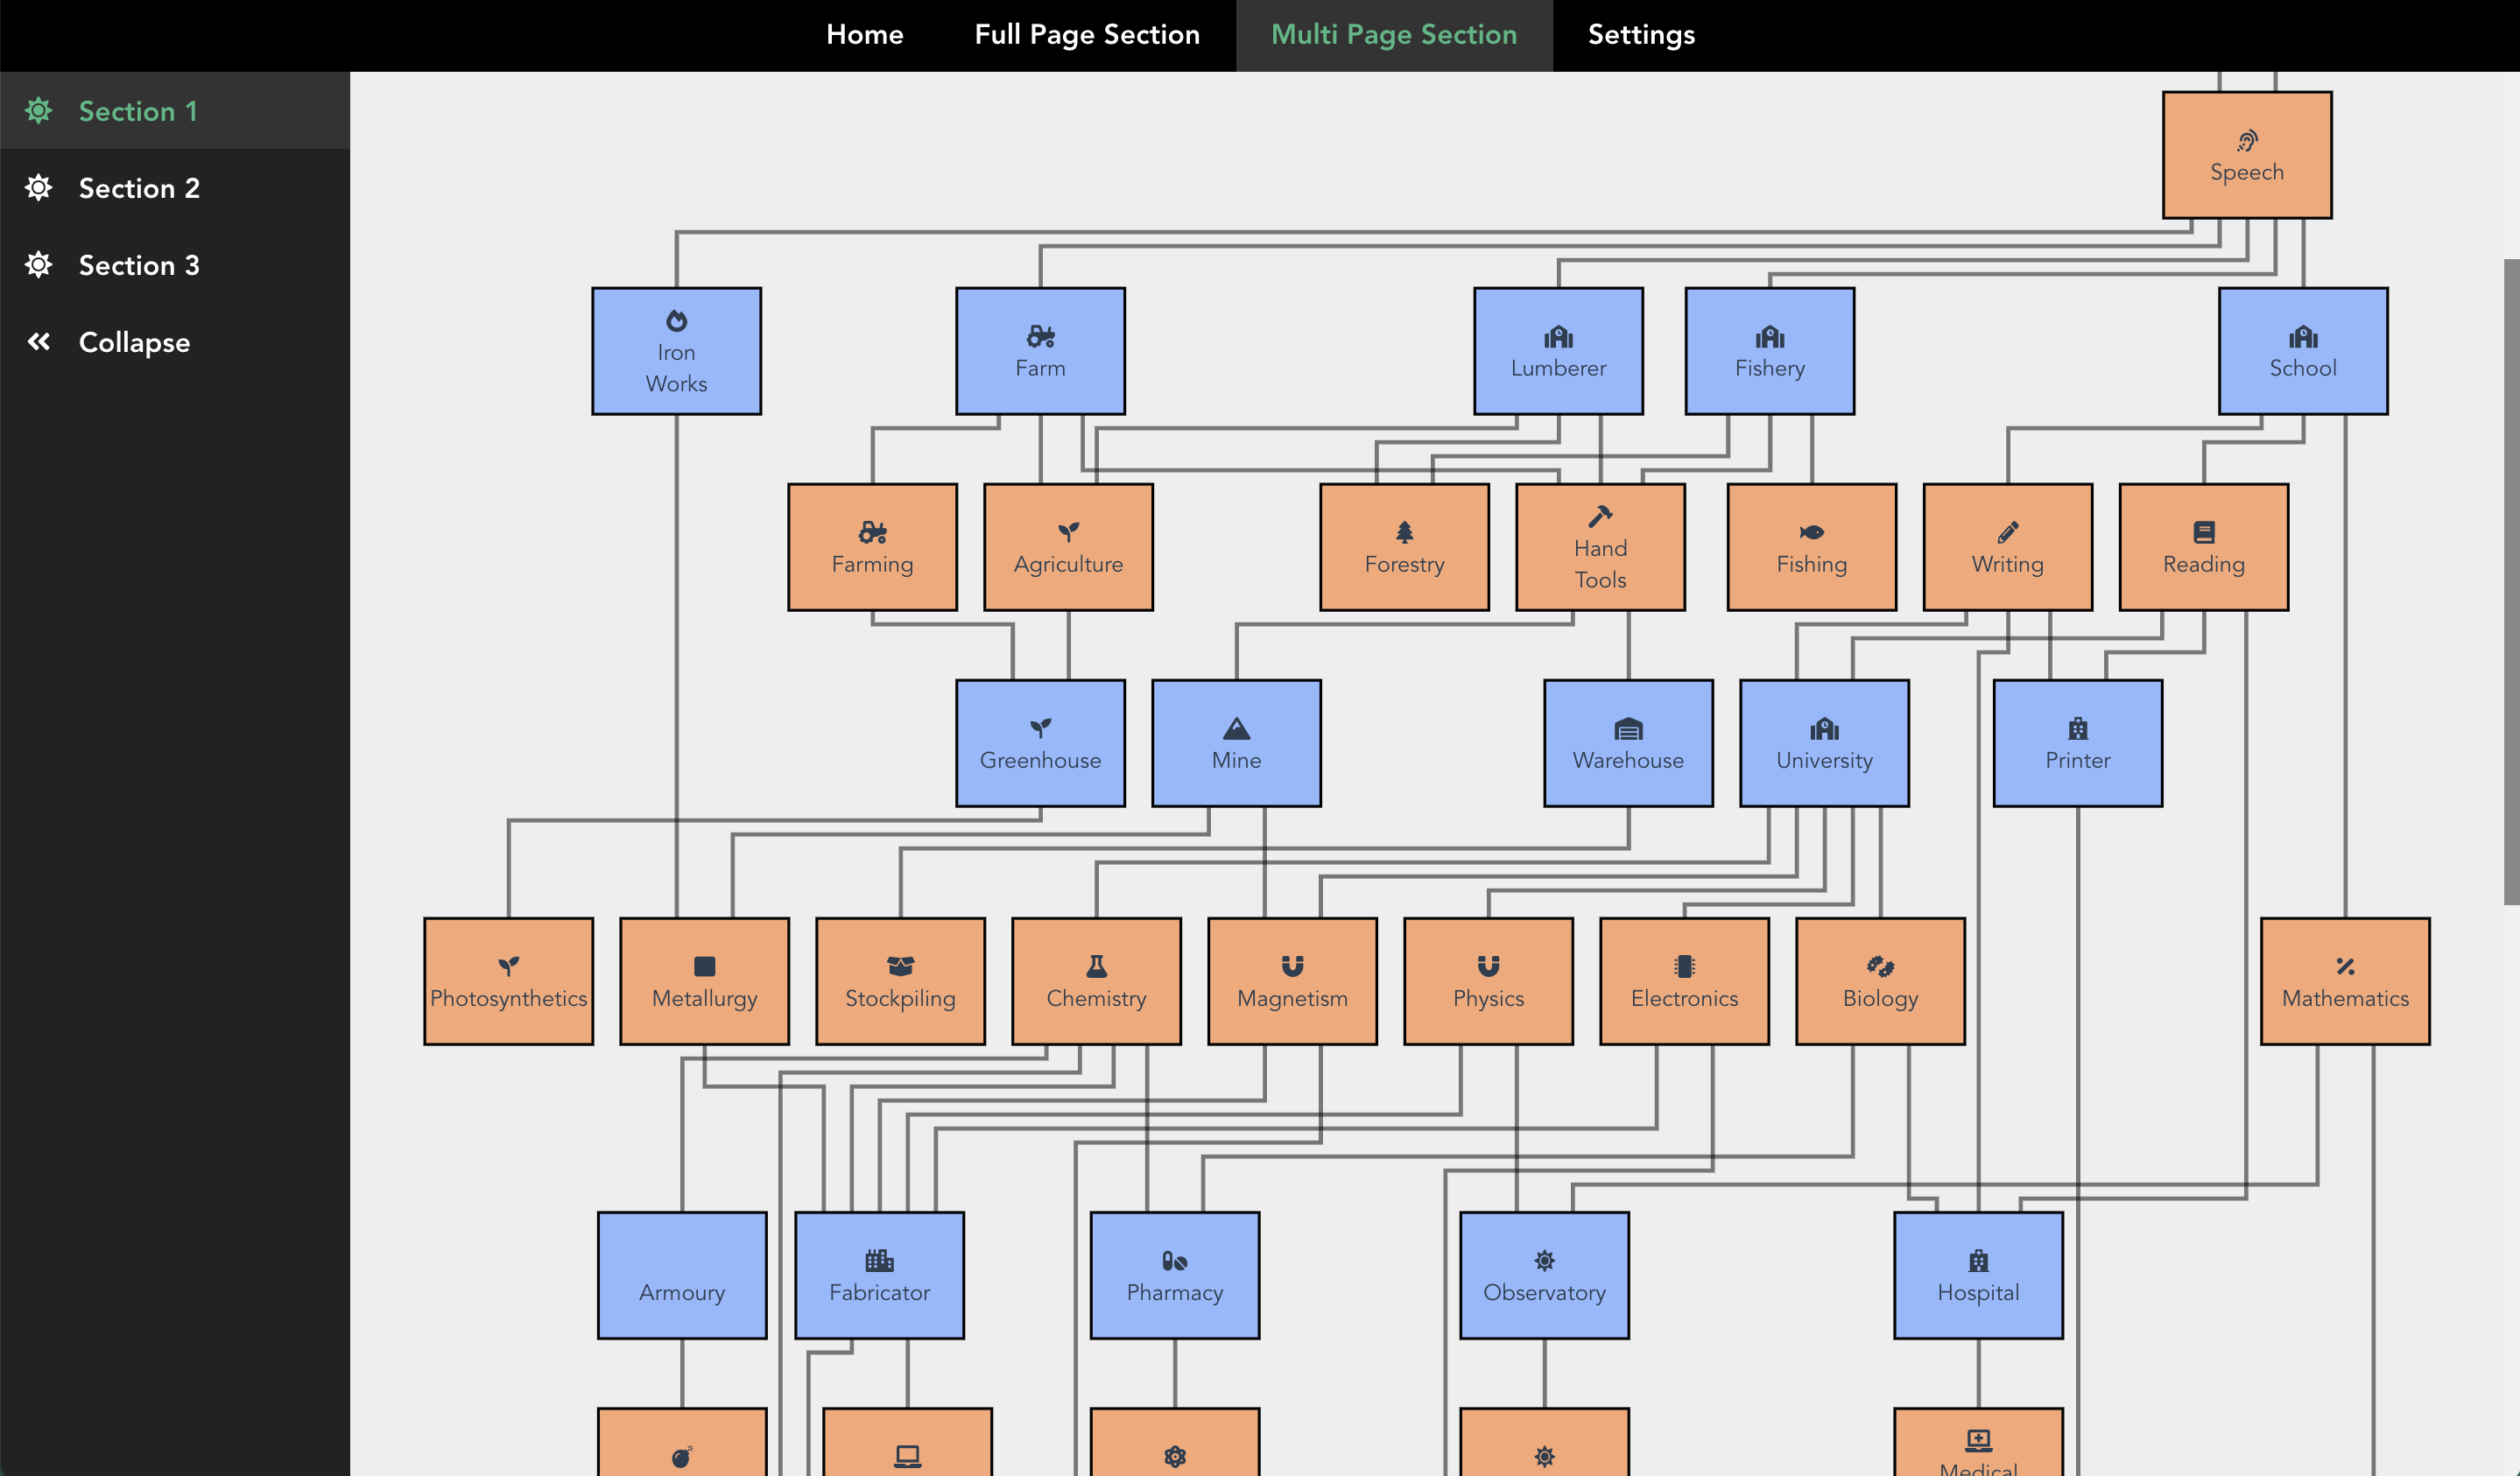 Home
Full Page Section
Multi Page Section
Settings
Section 1
Section 2
Section 3
Collapse
Speech
Iron
Works
Farm
Lumberer
Fishery
School
Farming
Agriculture
Forestry
Hand
Tools
Fishing
Writing
Reading
Greenhouse
Mine
Warehouse
University
Printer
Photosynthetics
Metallurgy
Stockpiling
Chemistry
Magnetism
Physics
Electronics
Biology
Mathematics
Armoury
Fabricator
Pharmacy
Observatory
Hospital
Medical